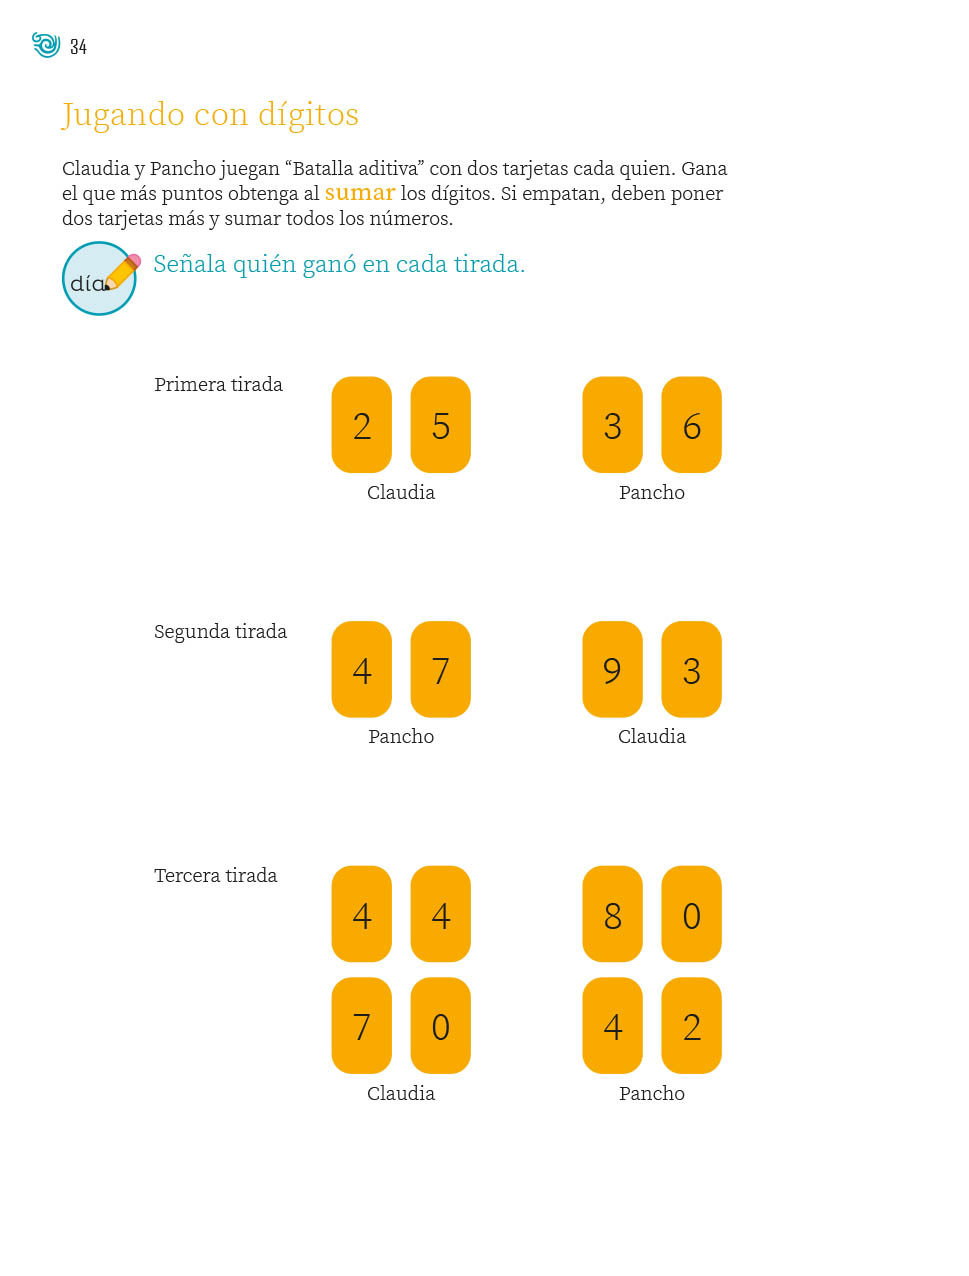 34
Jugando con dígitos
Claudia y Pancho juegan “Batalla aditiva” con dos tarjetas cada quien. Gana
el que más puntos obtenga al sumar los dígitos. Si empatan, deben poner
dos tarjetas más y sumar todos los números.
día
Señala quién ganó en cada tirada.
Primera tirada
2 5 3 6
Claudia Pancho
Segunda tirada
4 7 9 3
Pancho Claudia
Tercera tirada
4 4 8 0
7 0 4 2
Claudia Pancho